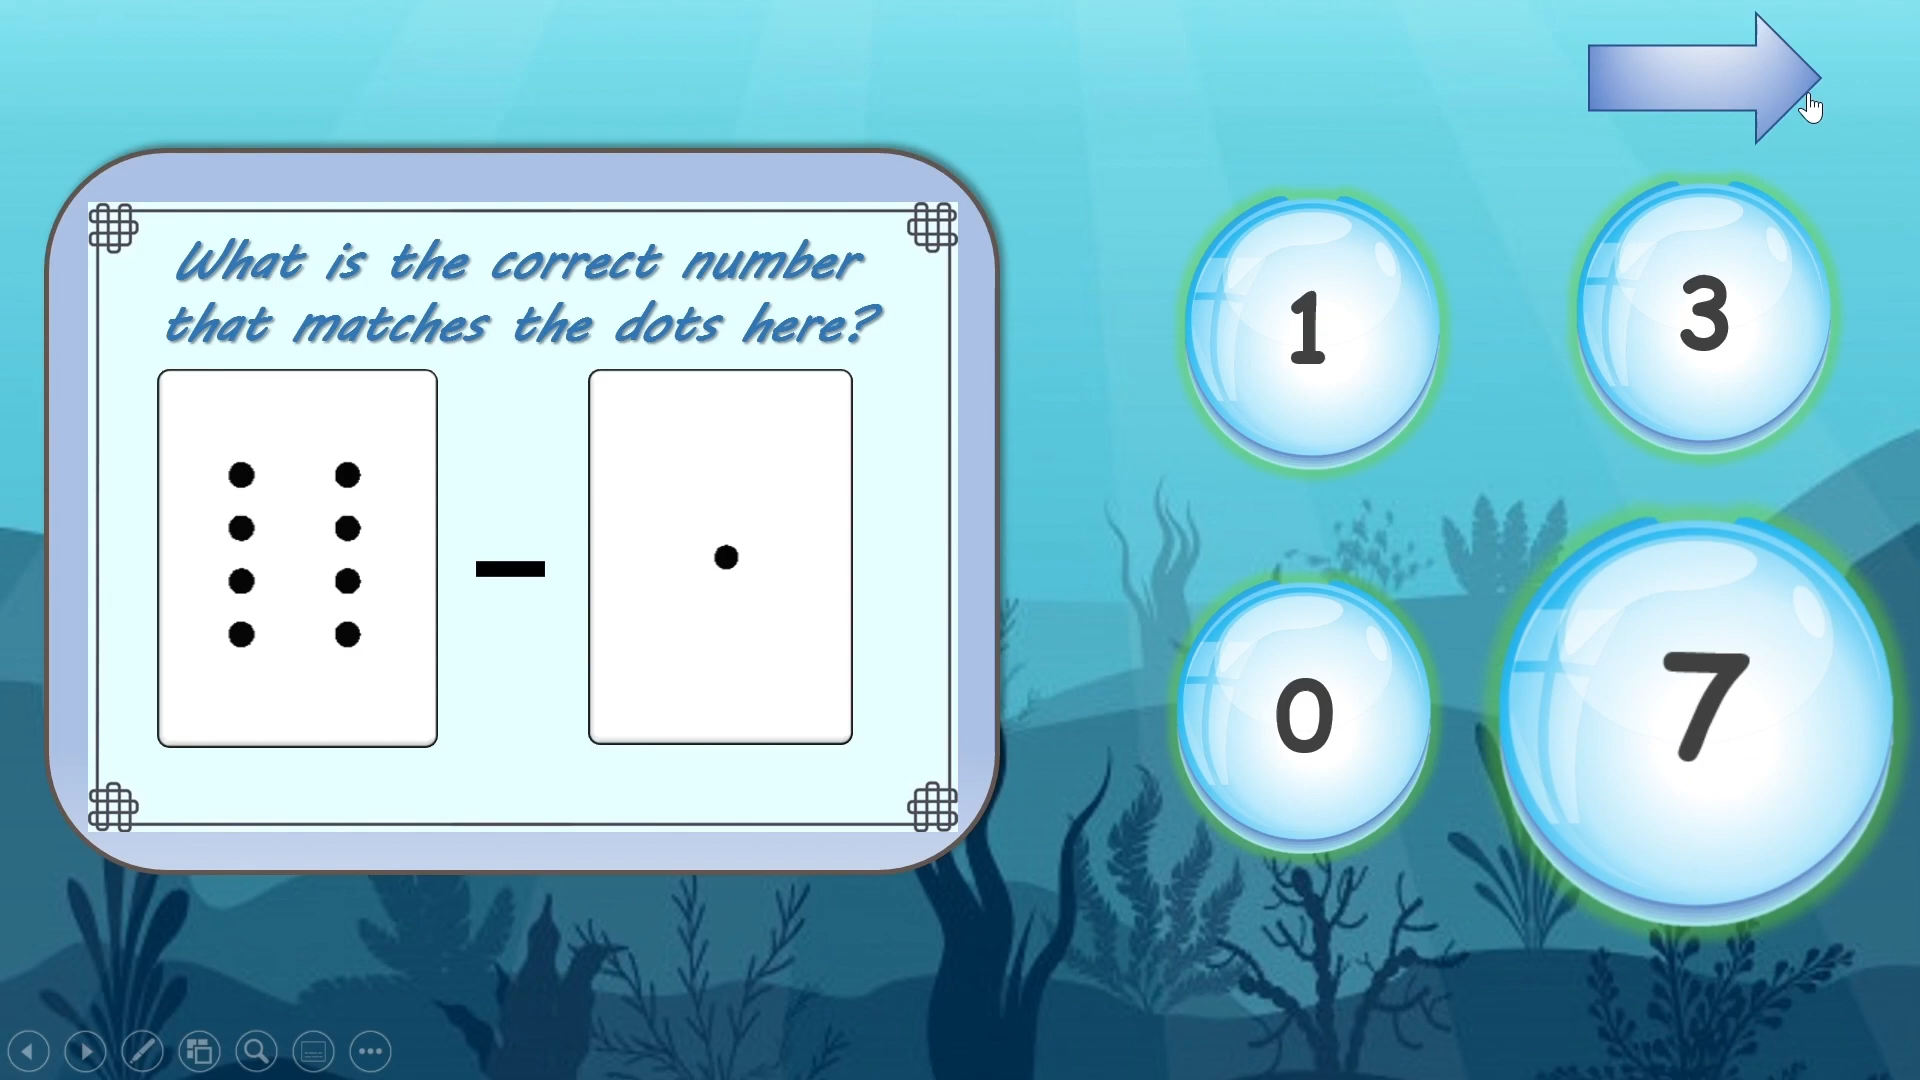 What is the correct number
that matches the dots here?
1
3
0
7